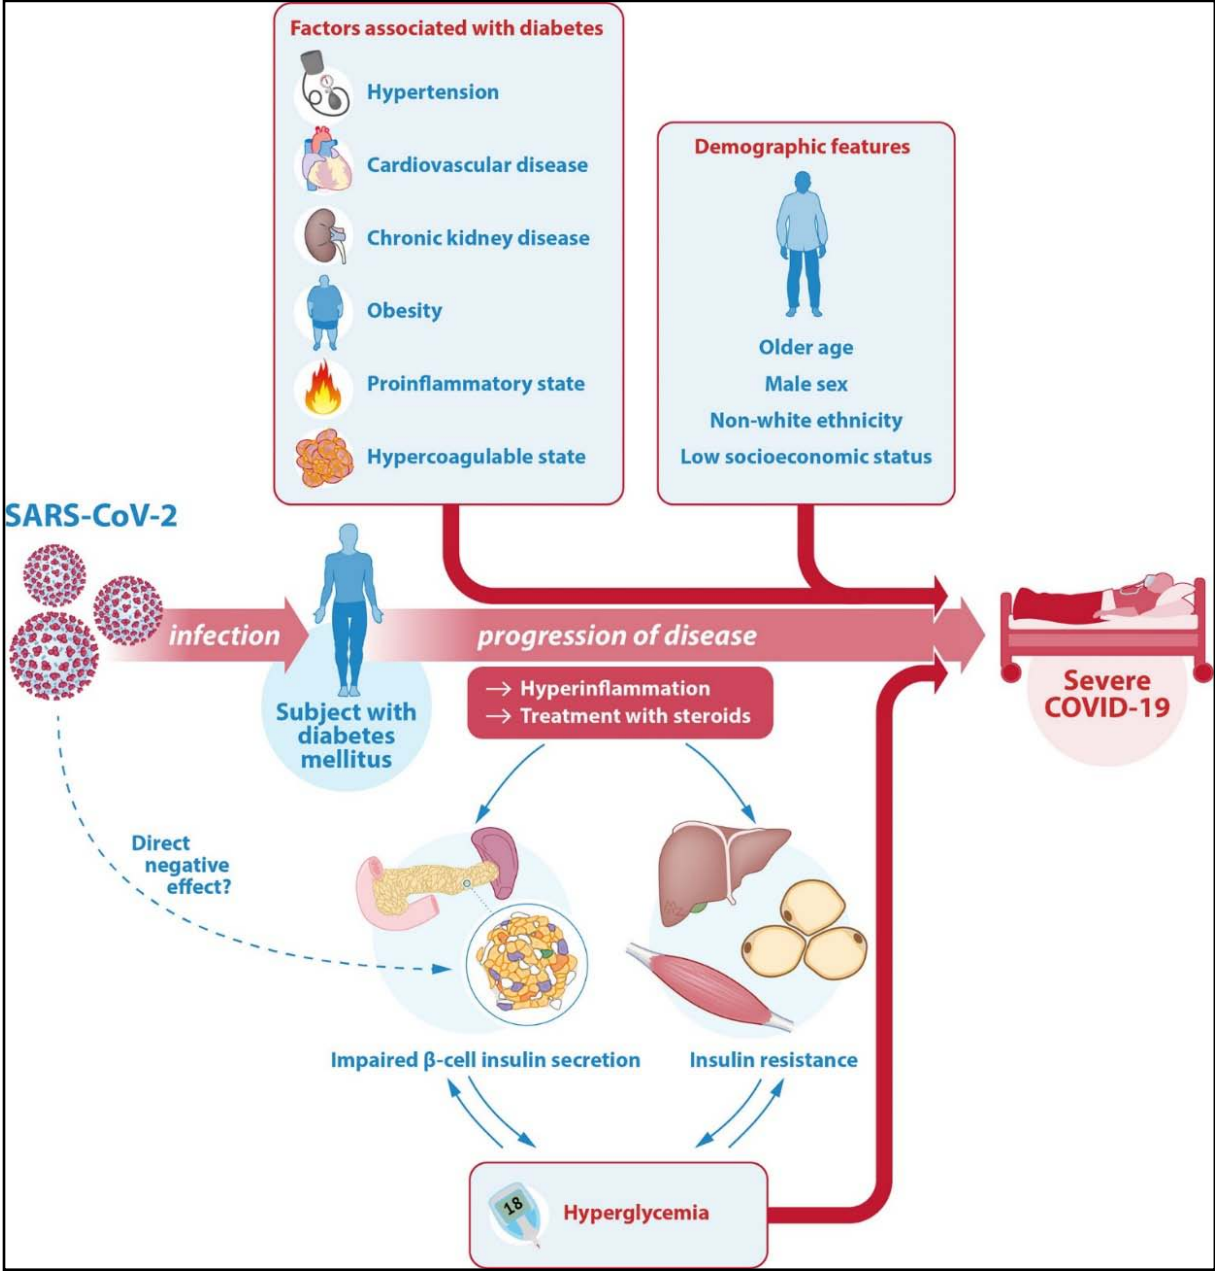 Factors associated with diabetes
Hypertension
Cardiovascular disease
Chronic kidney disease
Obesity
Proinflammatory state
Hypercoagulable state
Demographic features
Older age
Male sex
Non-white ethnicity
Low socioeconomic status
SARS-CoV-2
infection
Subject with
diabetes
mellitus
progression of disease
→ Hyperinflammation
→ Treatment with steroids
Severe
COVID-19
Direct
negative
effect?
Impaired β-cell insulin secretion
Insulin resistance
18
Hyperglycemia